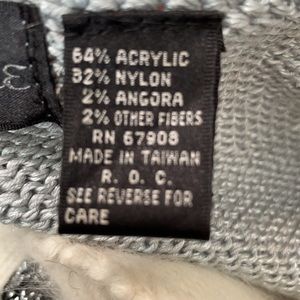 64% ACRYLIC
32% NYLON
2% ANGORA
2% OTHER FIBERS
RN 67908
MADE IN TAIWAN
R. O. C.
SEE REVERSE FOR
CARE